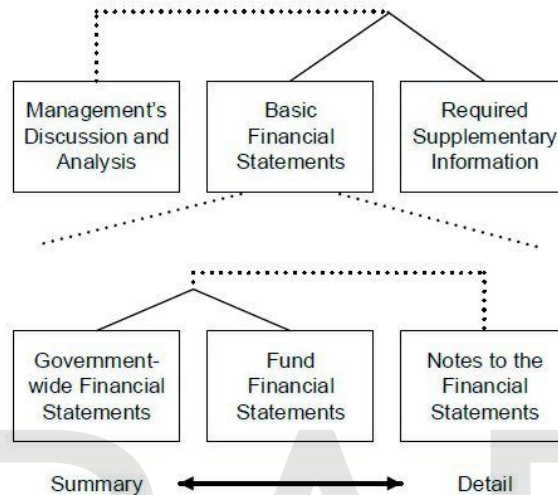 Management's
Discussion and
Analysis
Basic
Financial
Statements
Required
Supplementary
Information
Government-
wide Financial
Statements
Fund
Financial
Statements
Notes to the
Financial
Statements
Summary
Detail